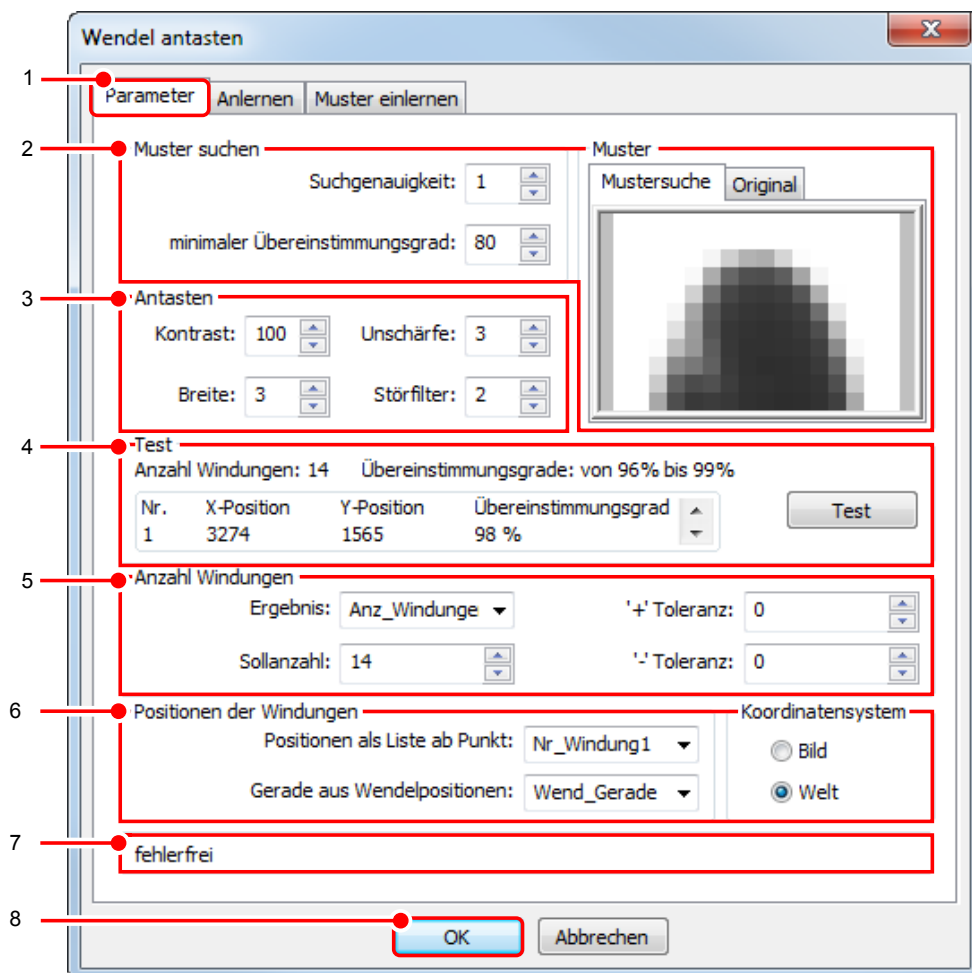 Wendel antasten
1
Parameter Anlernen Muster einlernen
2
Muster suchen
Muster
Suchgenauigkeit: 1
Mustersuche Original
minimaler Übereinstimmungsgrad: 80
3
Antasten
Kontrast: 100 Unschärfe: 3
Breite: 3 Störfilter: 2
4
Test
Anzahl Windungen: 14 Übereinstimmungsgrade: von 96% bis 99%
Nr. X-Position Y-Position Übereinstimmungsgrad
1 3274 1565 98 %
Test
5
Anzahl Windungen
Ergebnis: Anz_Windunge '+' Toleranz: 0
Sollanzahl: 14 '-' Toleranz: 0
6
Positionen der Windungen
Koordinatensystem
Positionen als Liste ab Punkt: Nr_Windung1
Bild
Gerade aus Wendelpositionen: Wend_Gerade
Welt
7
fehlerfrei
8
OK Abbrechen